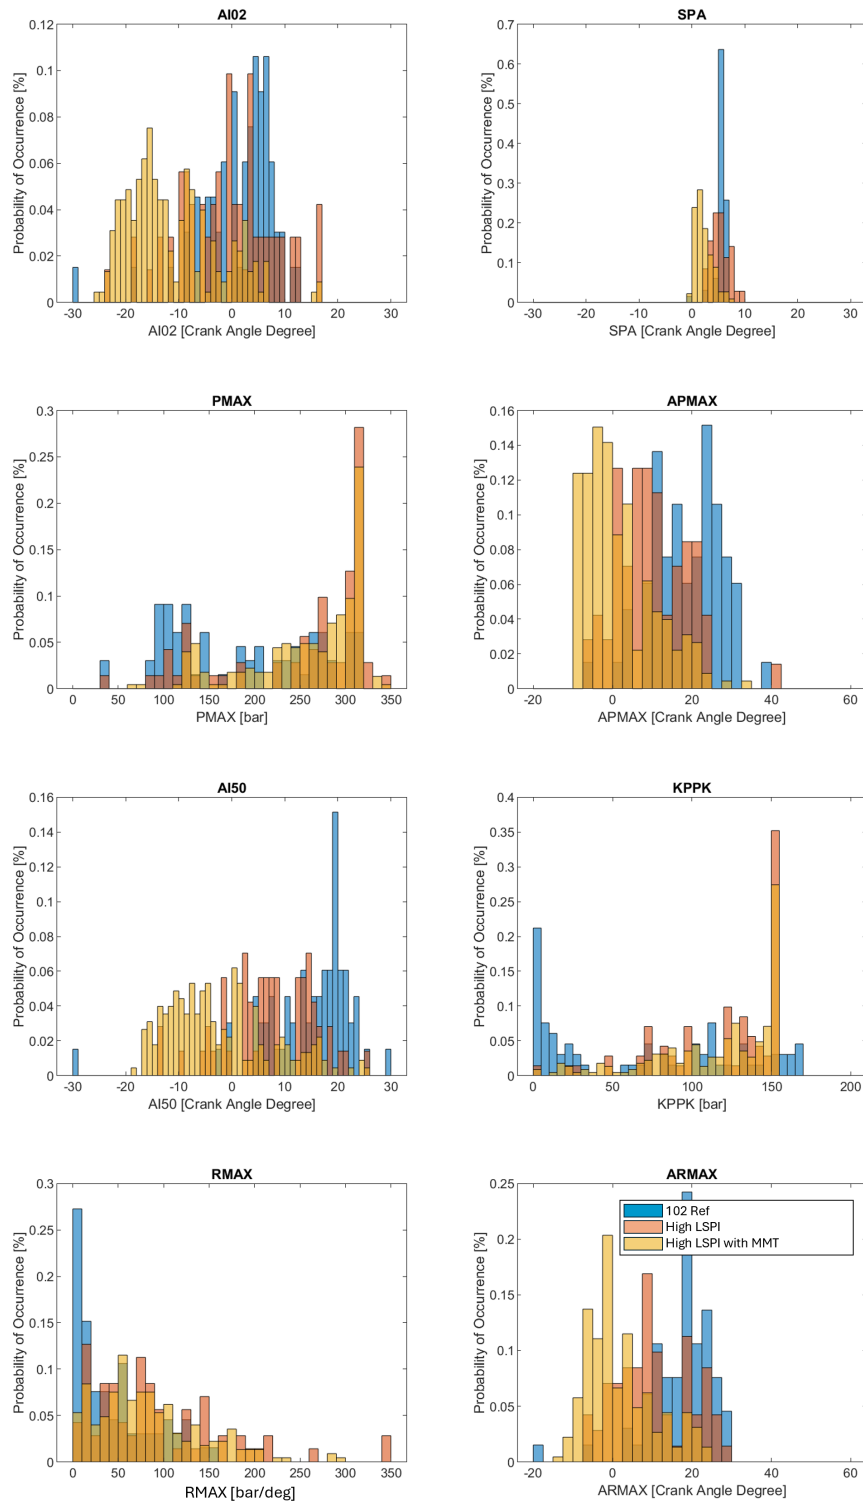 AI02
Probability of Occurrence [%]
0.12
0.1
0.08
0.06
0.04
0.02
0
-30 -20 -10 0 10 20 30
AI02 [Crank Angle Degree]
SPA
Probability of Occurrence [%]
0.7
0.6
0.5
0.4
0.3
0.2
0.1
0
-30 -20 -10 0 10 20 30
SPA [Crank Angle Degree]
PMAX
Probability of Occurrence [%]
0.3
0.25
0.2
0.15
0.1
0.05
0
0 50 100 150 200 250 300 350
PMAX [bar]
APMAX
Probability of Occurrence [%]
0.16
0.14
0.12
0.1
0.08
0.06
0.04
0.02
0
-20 0 20 40 60
APMAX [Crank Angle Degree]
AI50
Probability of Occurrence [%]
0.16
0.14
0.12
0.1
0.08
0.06
0.04
0.02
0
-30 -20 -10 0 10 20 30
AI50 [Crank Angle Degree]
KPPK
Probability of Occurrence [%]
0.4
0.35
0.3
0.25
0.2
0.15
0.1
0.05
0
0 50 100 150 200
KPPK [bar]
RMAX
Probability of Occurrence [%]
0.3
0.25
0.2
0.15
0.1
0.05
0
0 50 100 150 200 250 300 350
RMAX [bar/deg]
ARMAX
Probability of Occurrence [%]
0.25
0.2
0.15
0.1
0.05
0
-20 0 20 40 60
ARMAX [Crank Angle Degree]
102 Ref
High LSPI
High LSPI with MMT